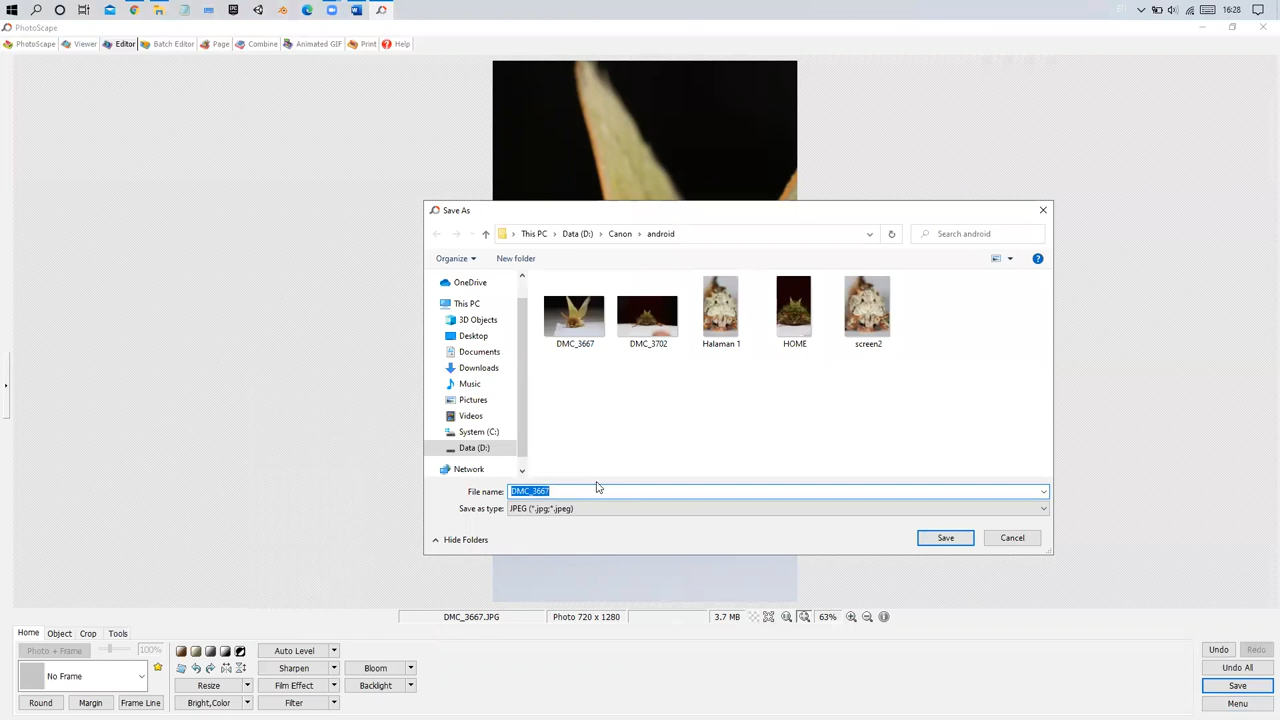 EN
16:28
PhotoScape
PhotoScape Viewer Editor Batch Editor Page Combine Animated GIF Print Help
Save As
This PC Data (D:) Canon android
Search android
Organize New folder
OneDrive
This PC
3D Objects
Desktop
Documents
Downloads
Music
Pictures
Videos
System (C:)
Data (D:)
Network
DMC_3667 DMC_3702 Halaman 1 HOME screen2
File name: DMC_3667
Save as type: JPEG (*.jpg;*.jpeg)
Hide Folders
Save Cancel
DMC_3667.JPG Photo 720 x 1280 3.7 MB 63%
Home Object Crop Tools
Photo + Frame 100%
No Frame
Round Margin Frame Line
Auto Level
Sharpen Bloom
Resize Film Effect Backlight
Bright,Color Filter
Undo Redo
Undo All
Save
Menu